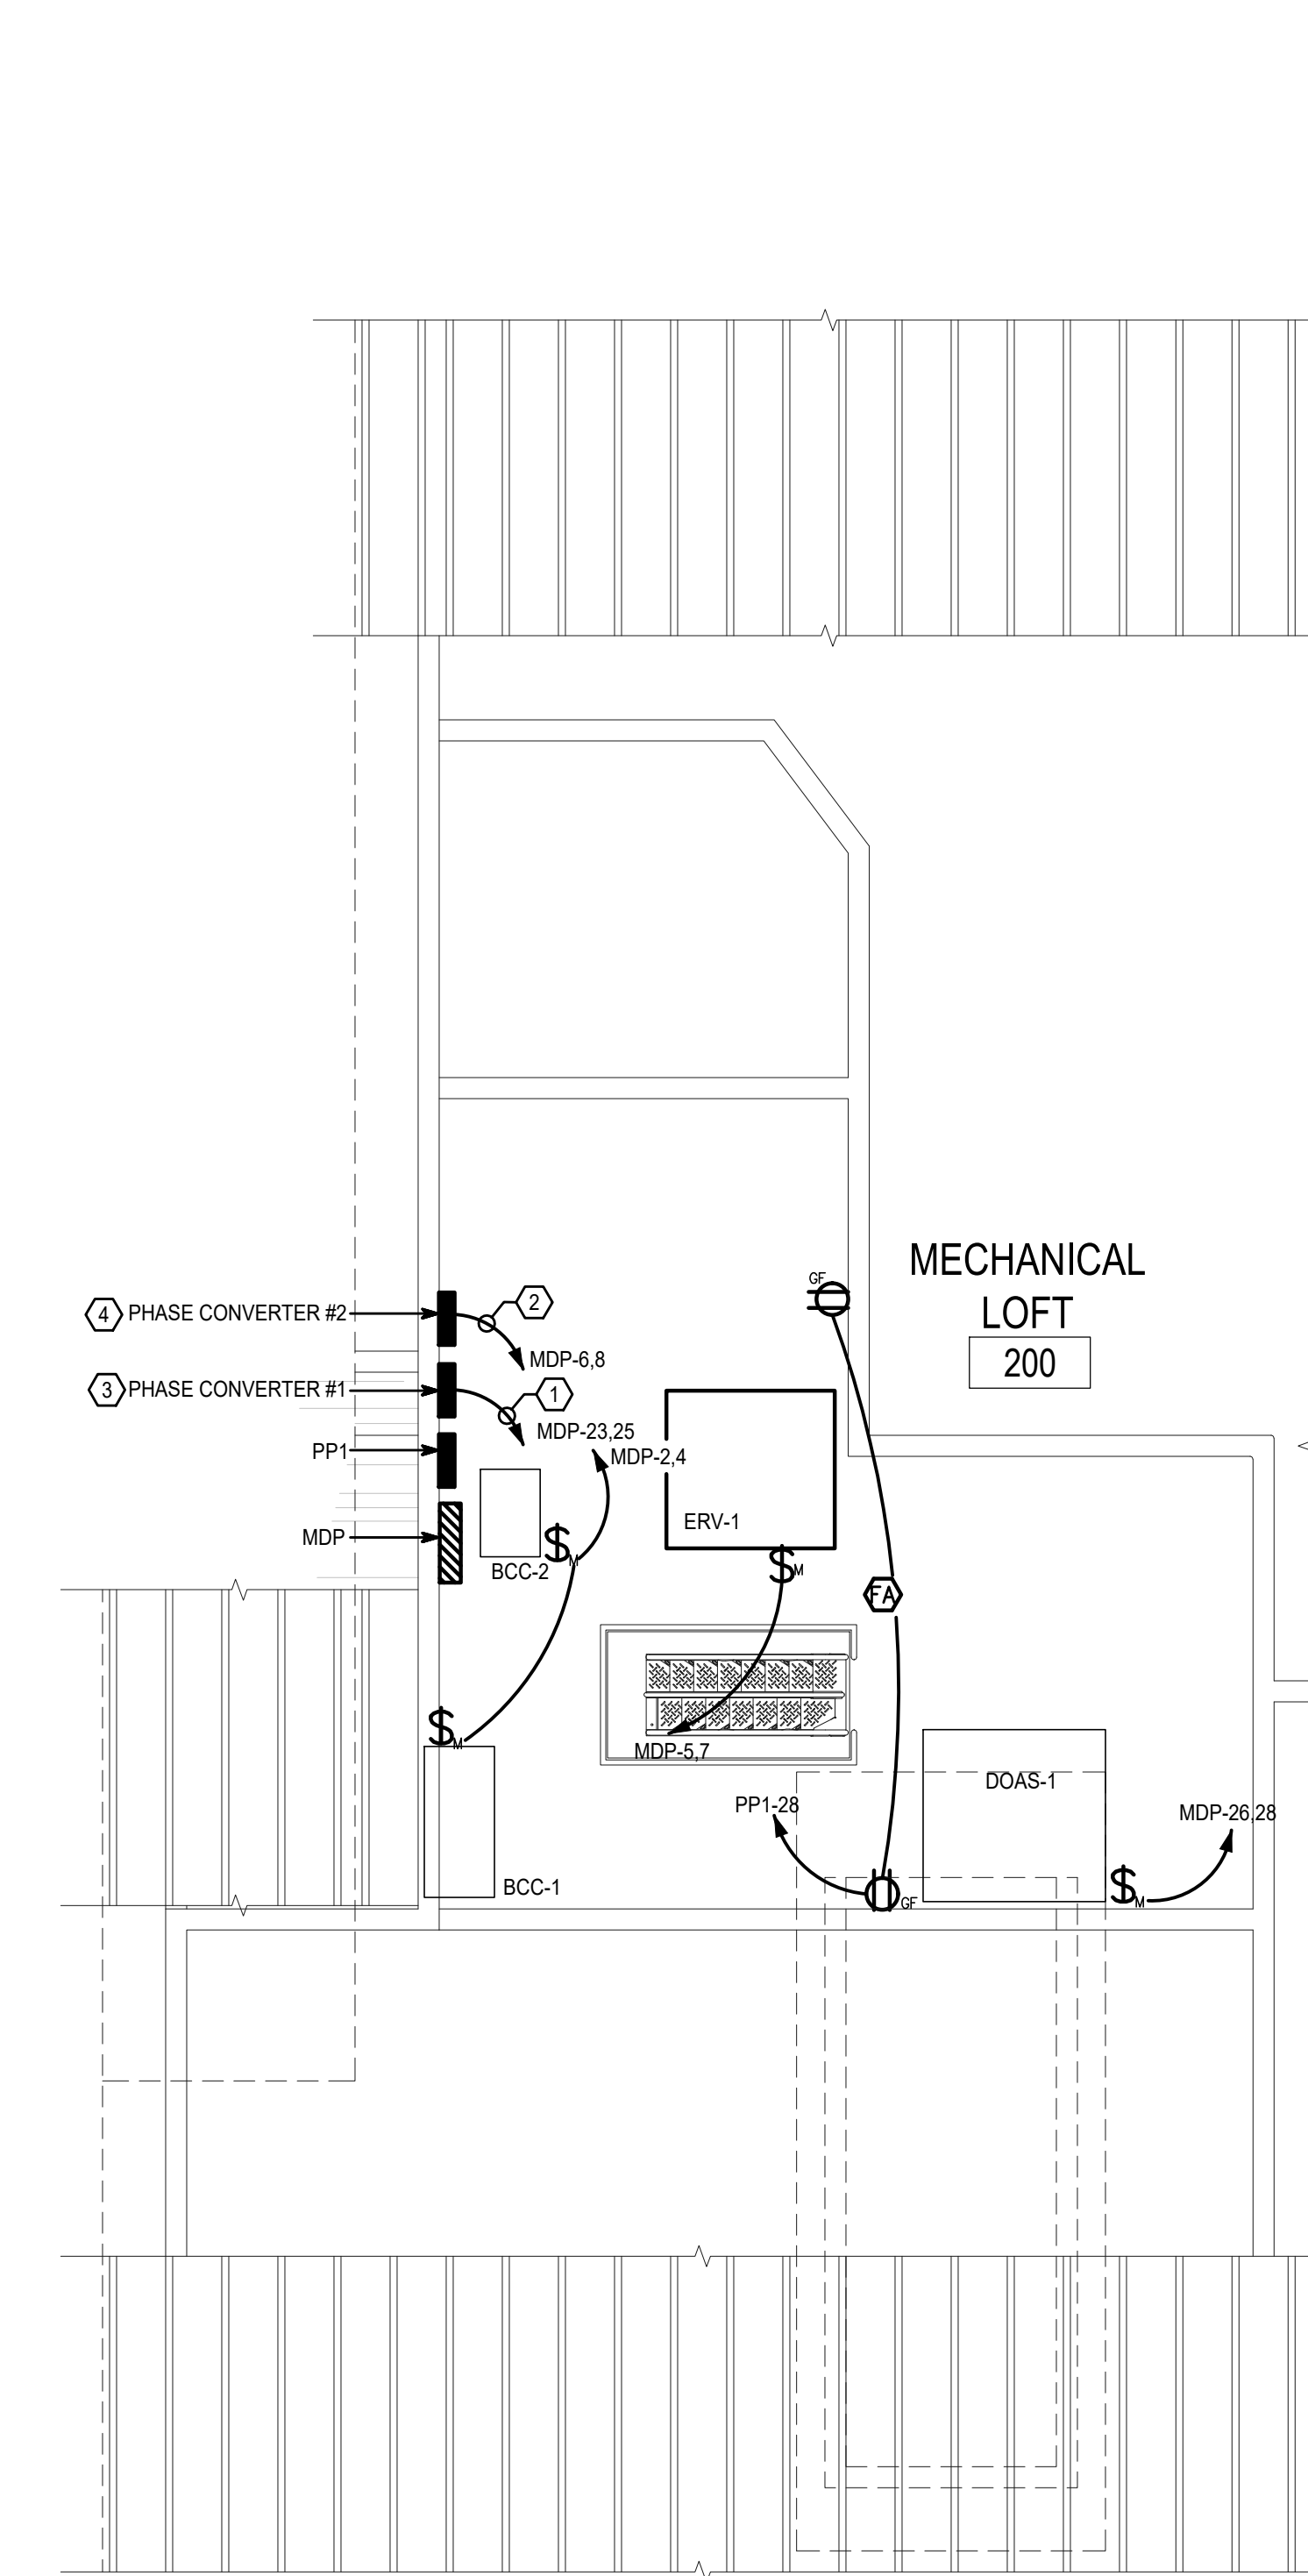 GF
MECHANICAL
LOFT
200
4 PHASE CONVERTER #2
2
MDP-6,8
3 PHASE CONVERTER #1
1
MDP-23,25
MDP-2,4
PP1
ERV-1
MDP
$M
BCC-2
$M
FA
$M
MDP-5,7
DOAS-1
PP1-28
MDP-26,28
BCC-1
GF
$M